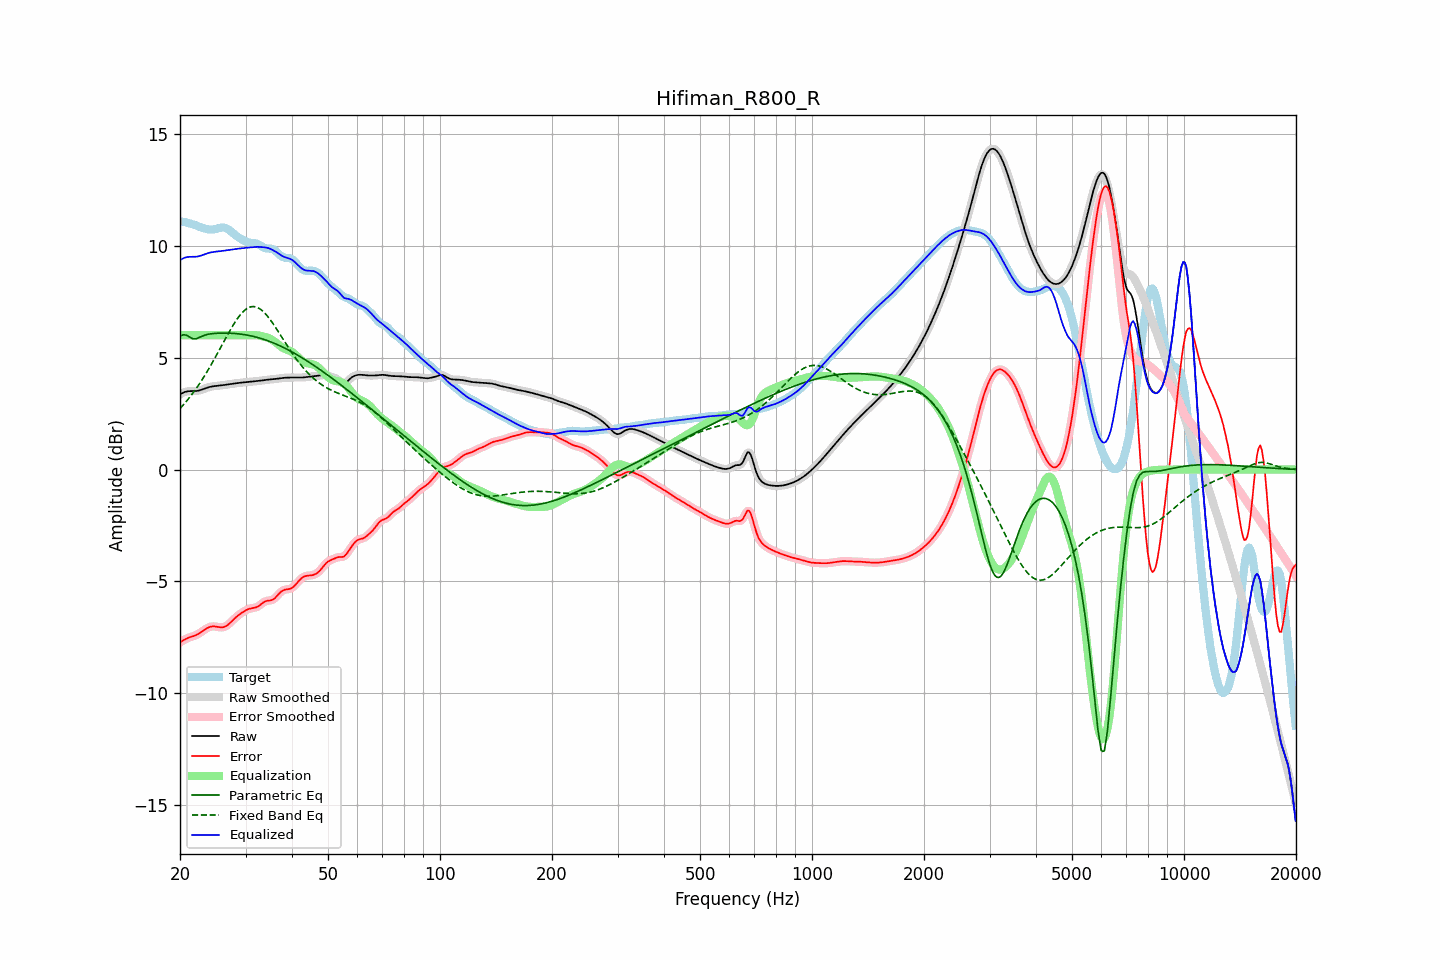 Hifiman_R800_R
15
10
5
0
−5
−10
−15
Amplitude (dBr)
Target
Raw Smoothed
Error Smoothed
Raw
Error
Equalization
Parametric Eq
Fixed Band Eq
Equalized
20 50 100 200 500 1000 2000 5000 10000 20000
Frequency (Hz)